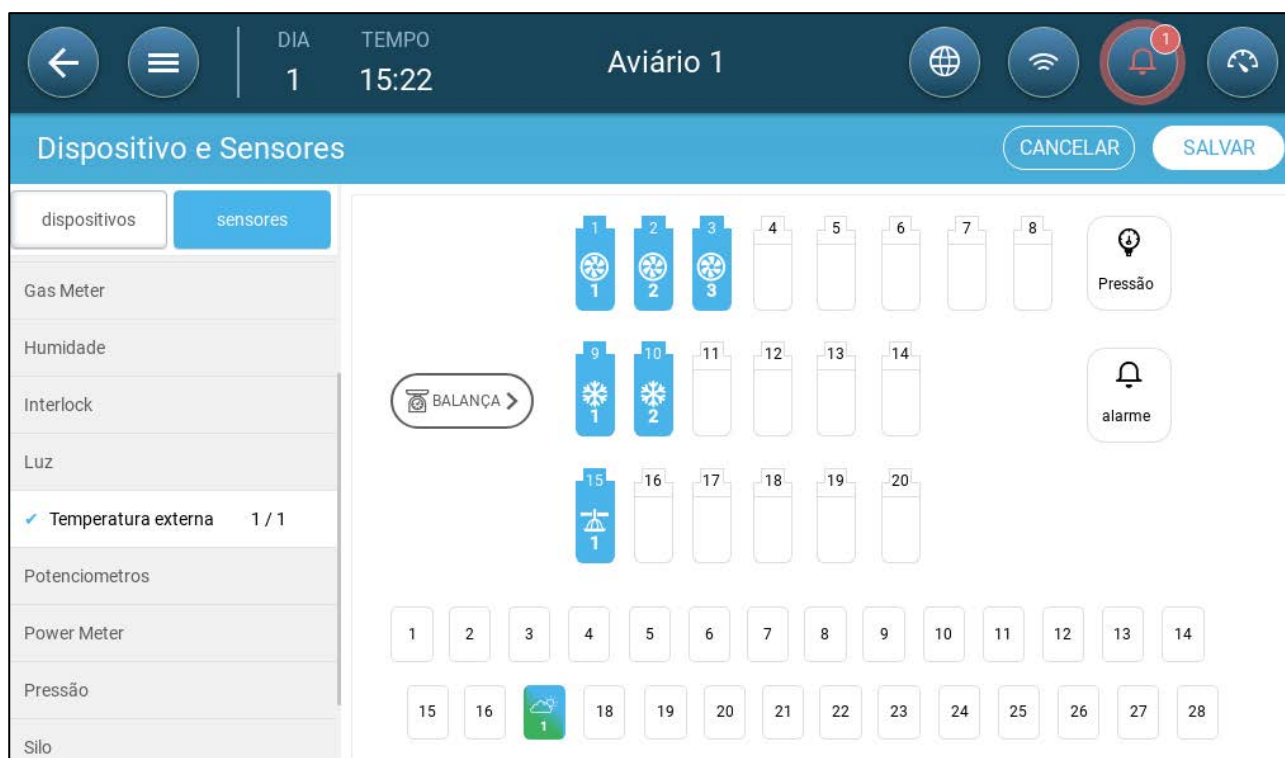 DIA TEMPO
1 15:22 Aviário 1 1
Dispositivo e Sensores CANCELAR SALVAR
dispositivos sensores
Gas Meter
Humidade
Interlock
Luz
✔ Temperatura externa 1 / 1
Potenciometros
Power Meter
Pressão
Silo
1 2 3 4 5 6 7 8
1 2 3
Pressão
9 10 11 12 13 14
1 2
BALANÇA
alarme
15 16 17 18 19 20
1
1 2 3 4 5 6 7 8 9 10 11 12 13 14
15 16 1 18 19 20 21 22 23 24 25 26 27 28